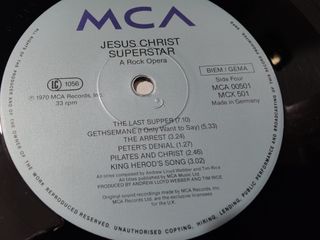 MCA
JESUS CHRIST
SUPERSTAR
A Rock Opera
LC 1056
BIEM / GEMA
℗ 1970 MCA Records, Inc.
33 rpm
Side Four
MCA 00501
MCX 501
Made in Germany
THE LAST SUPPER (7.10)
GETHSEMANE (I Only Want to Say) (5.33)
THE ARREST (3.24)
PETER'S DENIAL (1.27)
PILATES AND CHRIST (2.46)
KING HEROD'S SONG (3.02)
All titles composed by Andrew Lloyd Webber and Tim Rice
All titles published by MCA Music Ltd
PRODUCED BY ANDREW LLOYD WEBBER AND TIM RICE
Original sound recordings made by MCA Records, Inc.
MCA Records Ltd. are the exclusive licensees
for the U.K.
OF THE WORK REPRODUCED RESERVED. UNAUTHORISED COPYING, HIRING, LENDING, PUBLIC PERFORMANCE AND BROADCASTING